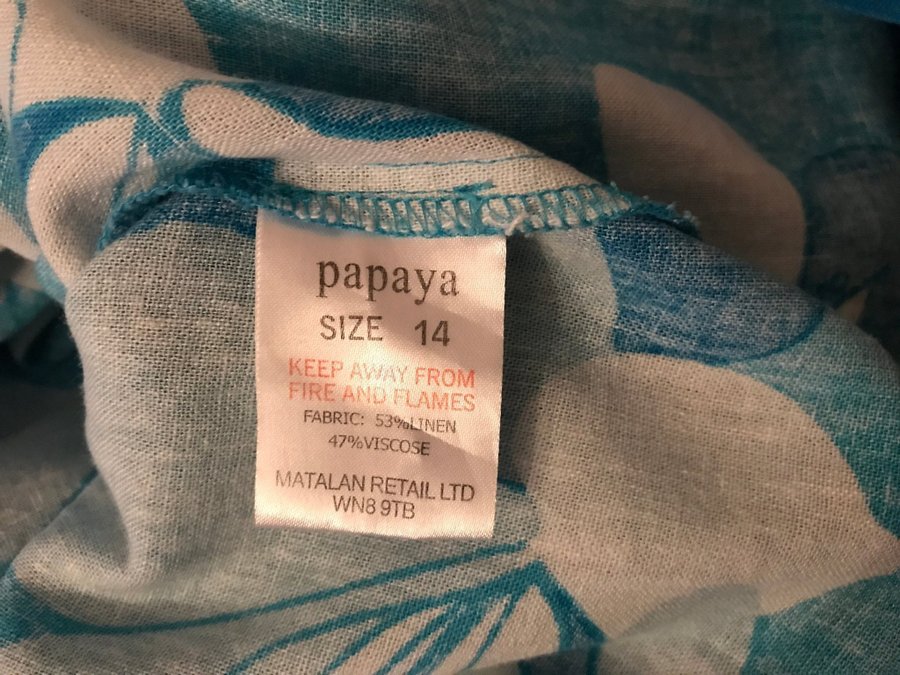 papaya
SIZE 14
KEEP AWAY FROM
FIRE AND FLAMES
FABRIC: 53%LINEN
47%VISCOSE
MATALAN RETAIL LTD
WN8 9TB